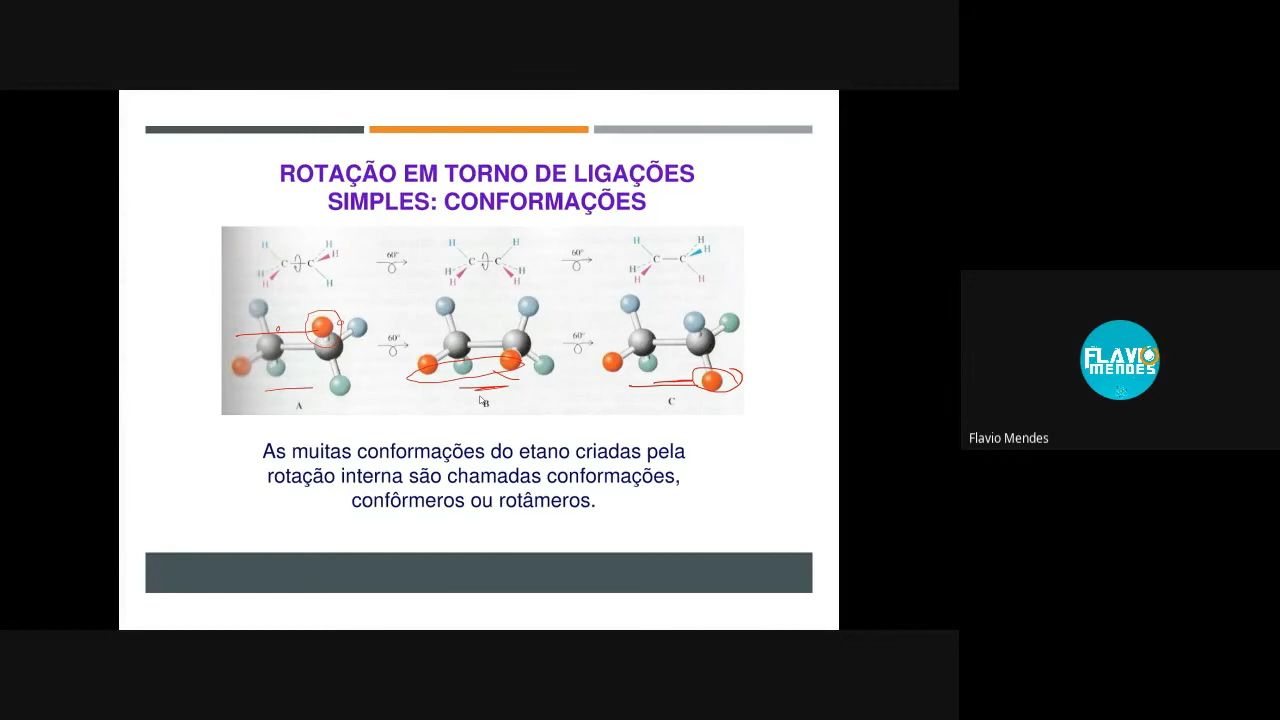 ROTAÇÃO EM TORNO DE LIGAÇÕES
SIMPLES: CONFORMAÇÕES
H H H H H H
H H
60° 60°
C C C C C C
H H H H
H H H H H H
60° 60°
A B C
As muitas conformações do etano criadas pela
rotação interna são chamadas conformações,
confôrmeros ou rotâmeros.
FLAVIO
MENDES
Flavio Mendes